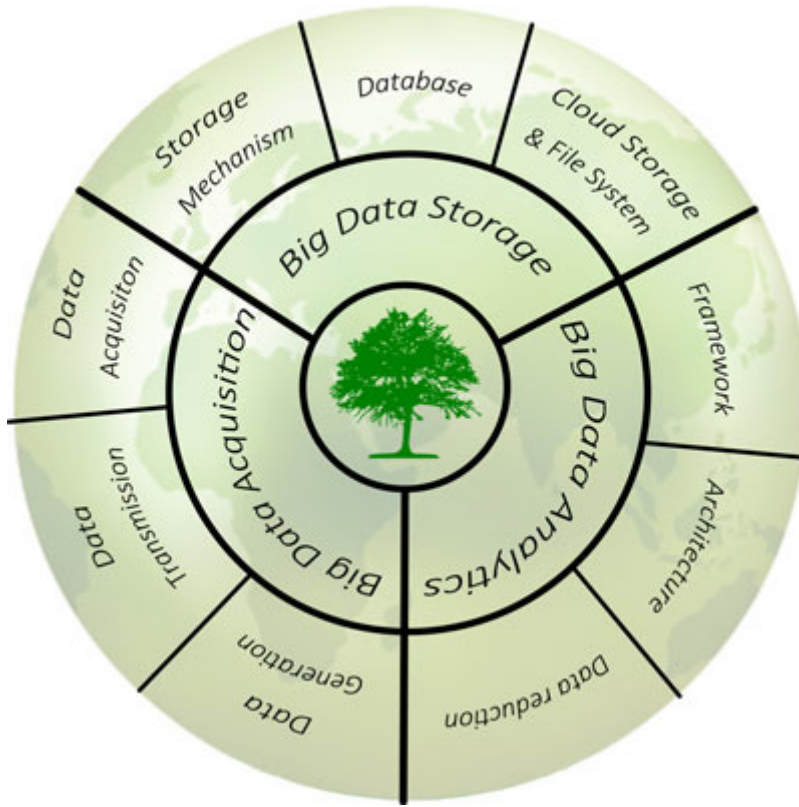 Storage
Mechanism
Database
Cloud Storage
& File System
Big Data Storage
Data
Acquisiton
Data
Transmission
Data
Generation
Big Data Acquisition
Framework
Architecture
Data reduction
Big Data Analytics